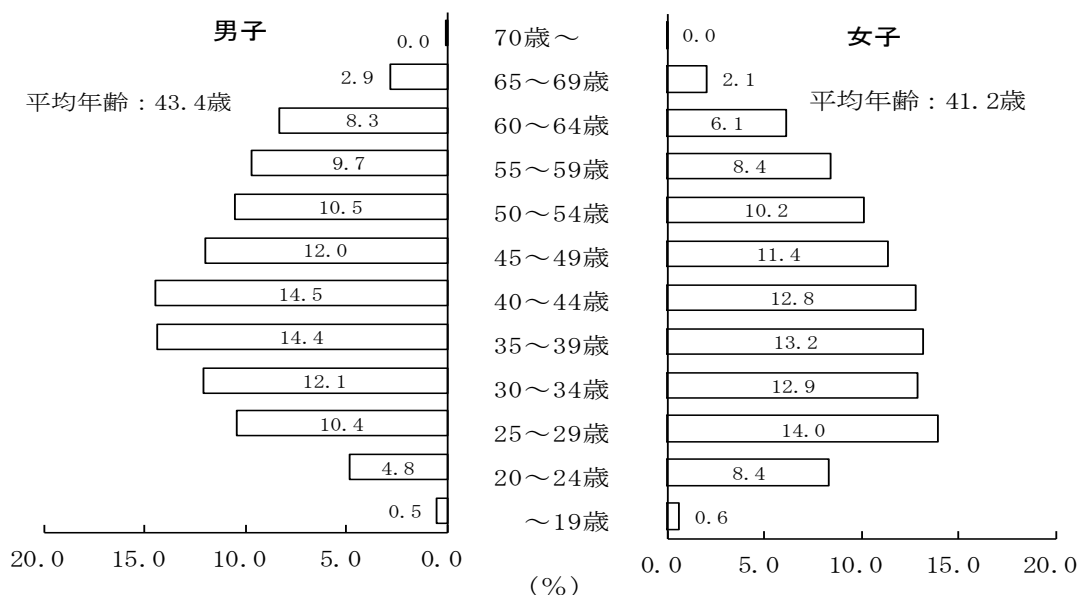 男子
女子
0.0 70歳～ 0.0
2.9 65～69歳 2.1
平均年齢：43.4歳
平均年齢：41.2歳
8.3 60～64歳 6.1
9.7 55～59歳 8.4
10.5 50～54歳 10.2
12.0 45～49歳 11.4
14.5 40～44歳 12.8
14.4 35～39歳 13.2
12.1 30～34歳 12.9
10.4 25～29歳 14.0
4.8 20～24歳 8.4
0.5 ～19歳 0.6
20.0 15.0 10.0 5.0 0.0
0.0 5.0 10.0 15.0 20.0
(%)